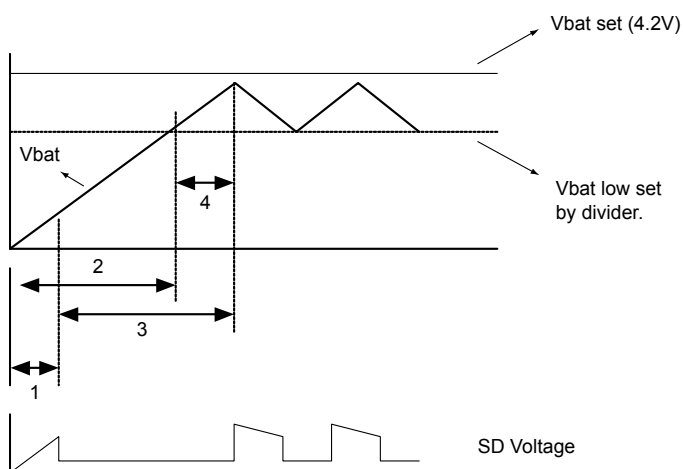 Vbat set (4.2V)
Vbat
4
Vbat low set
by divider.
2
3
1
SD Voltage